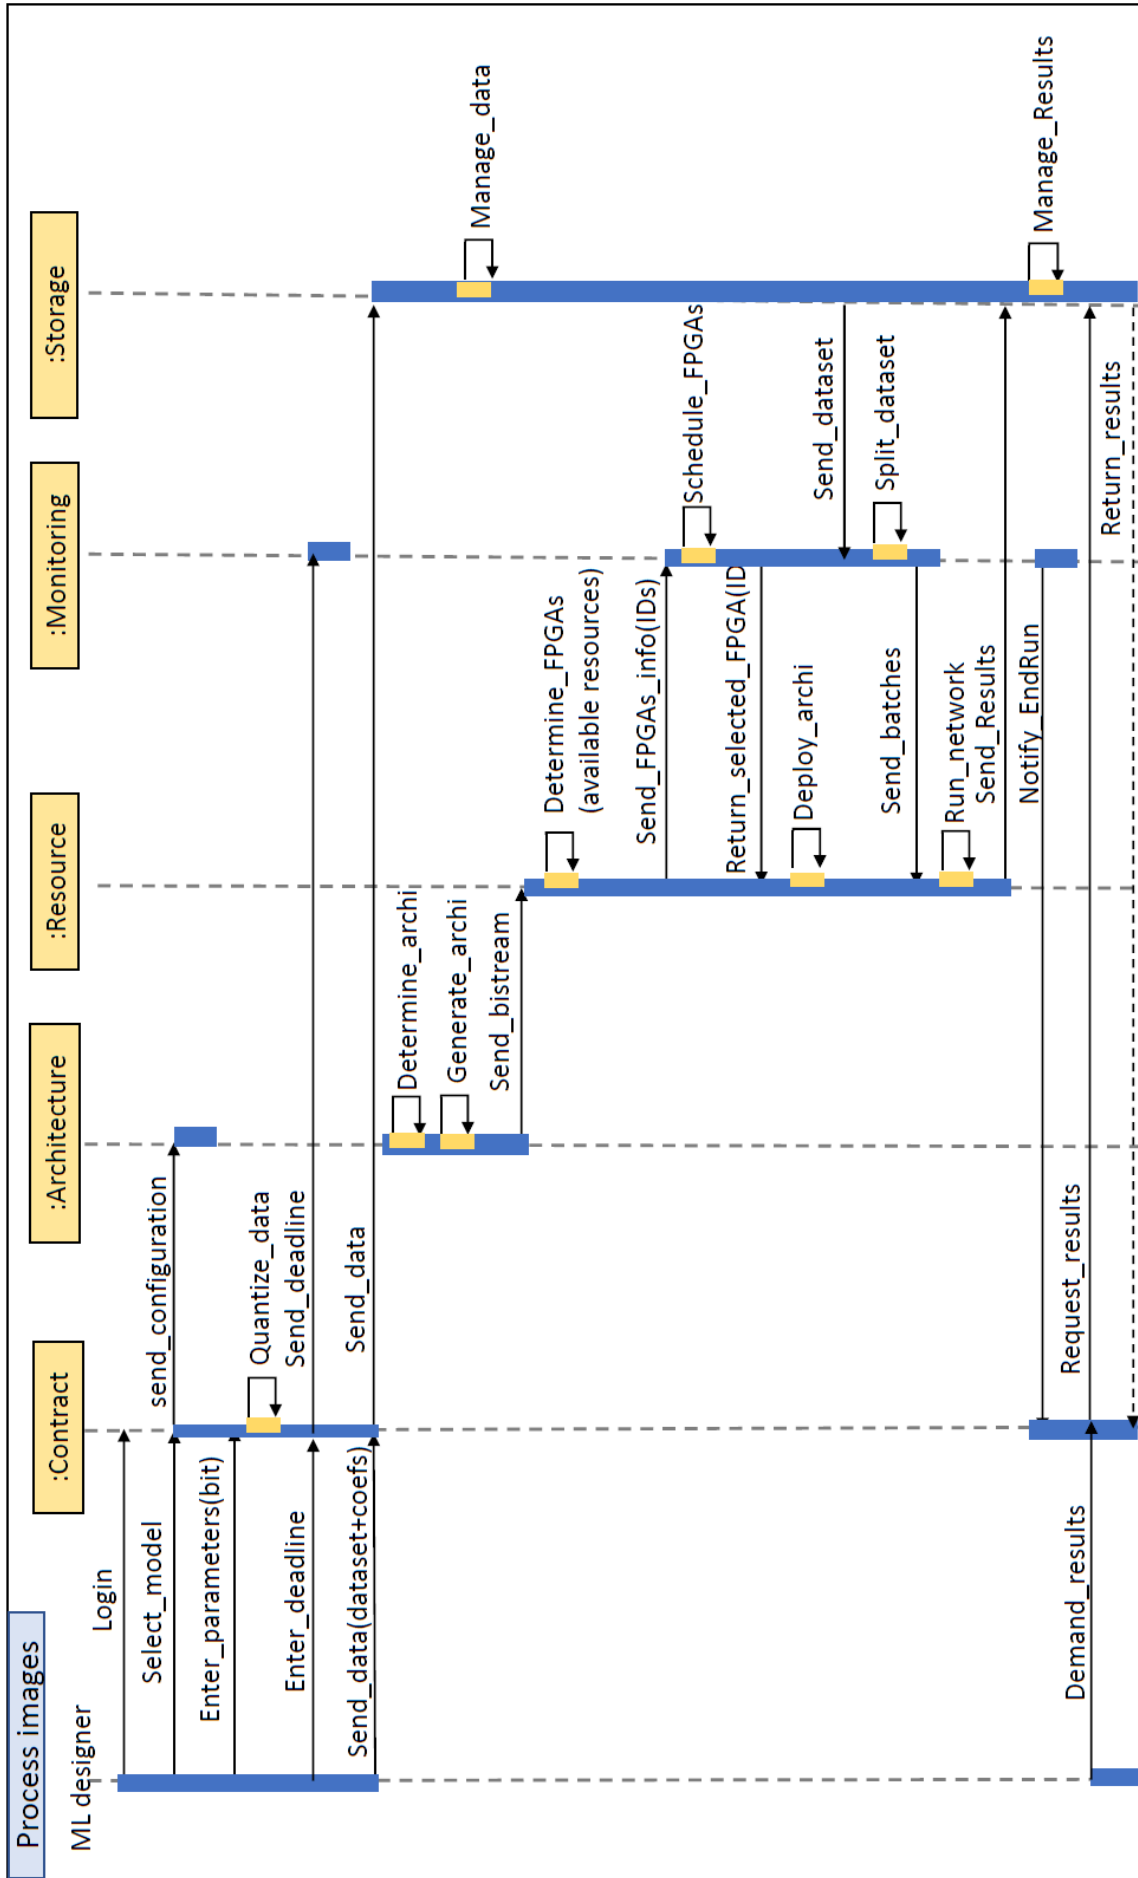 Process images
ML designer
:Contract
:Architecture
:Resource
:Monitoring
:Storage
Login
Select_model
send_configuration
Enter_parameters(bit)
Quantize_data
Enter_deadline
Send_deadline
Send_data(dataset+coefs)
Send_data
Determine_archi
Generate_archi
Manage_data
Send_bistream
Determine_FPGAs
(available resources)
Send_FPGAs_info(IDs)
Schedule_FPGAs
Return_selected_FPGA(ID
Deploy_archi
Send_dataset
Split_dataset
Send_batches
Run_network
Send_Results
Notify_EndRun
Manage_Results
Demand_results
Request_results
Return_results